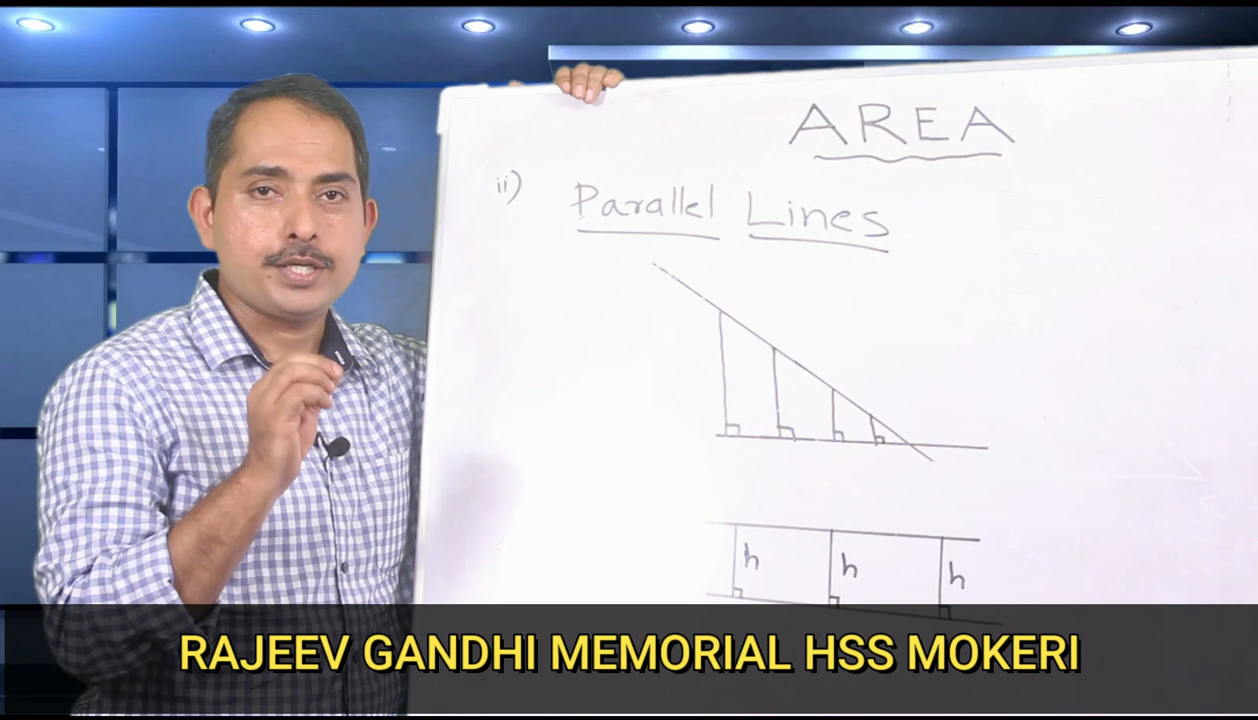 AREA
ii) Parallel Lines
h h h
RAJEEV GANDHI MEMORIAL HSS MOKERI